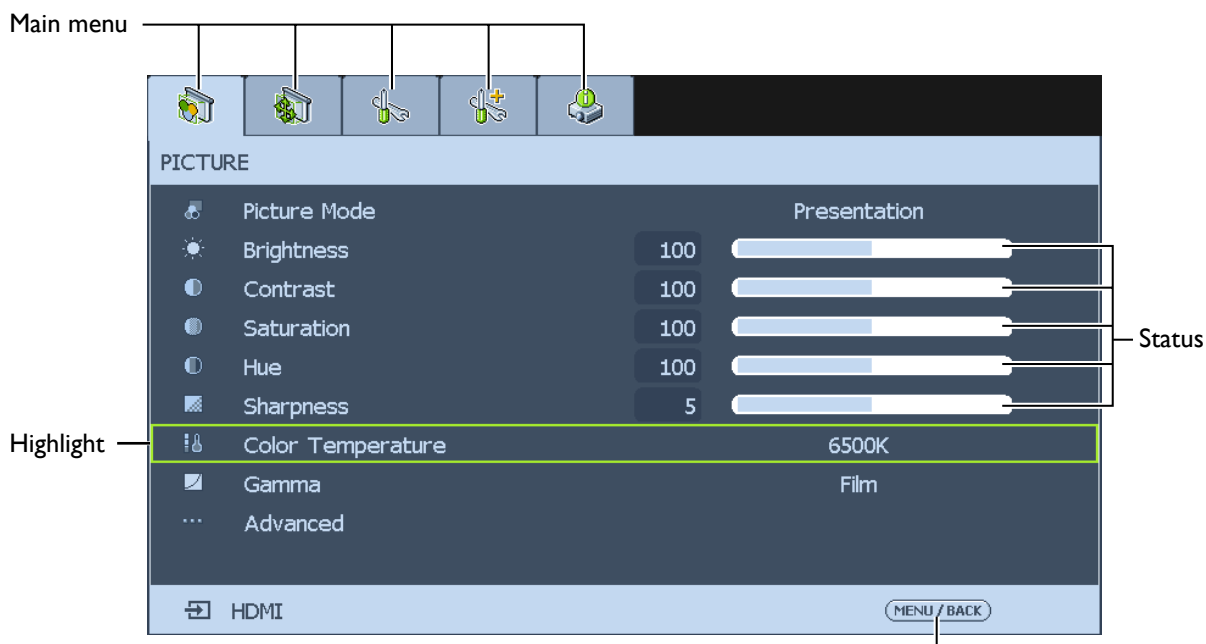 Main menu
PICTURE
Picture Mode Presentation
Brightness 100
Contrast 100
Saturation 100
Hue 100
Sharpness 5
Status
Highlight
Color Temperature 6500K
Gamma Film
... Advanced
HDMI MENU / BACK